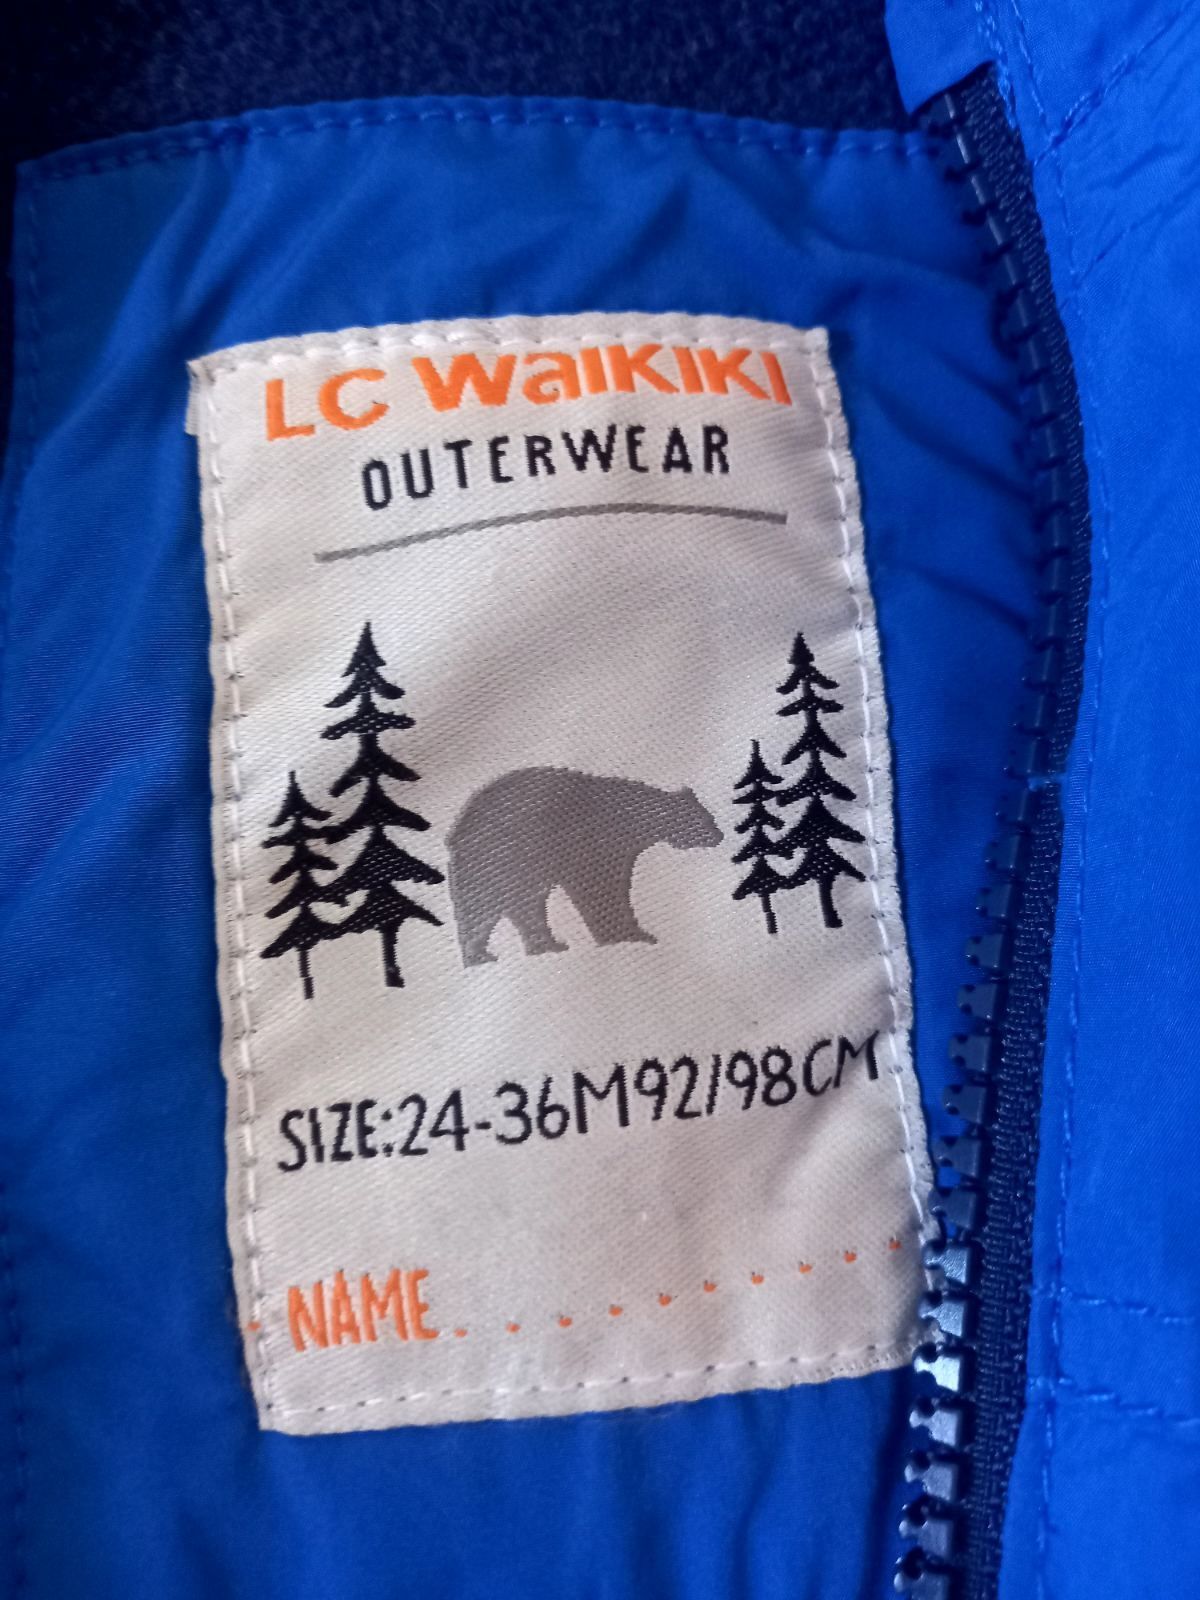 LC WAIKIKI
OUTERWEAR
SIZE:24-36M92/98CM
NAME..........